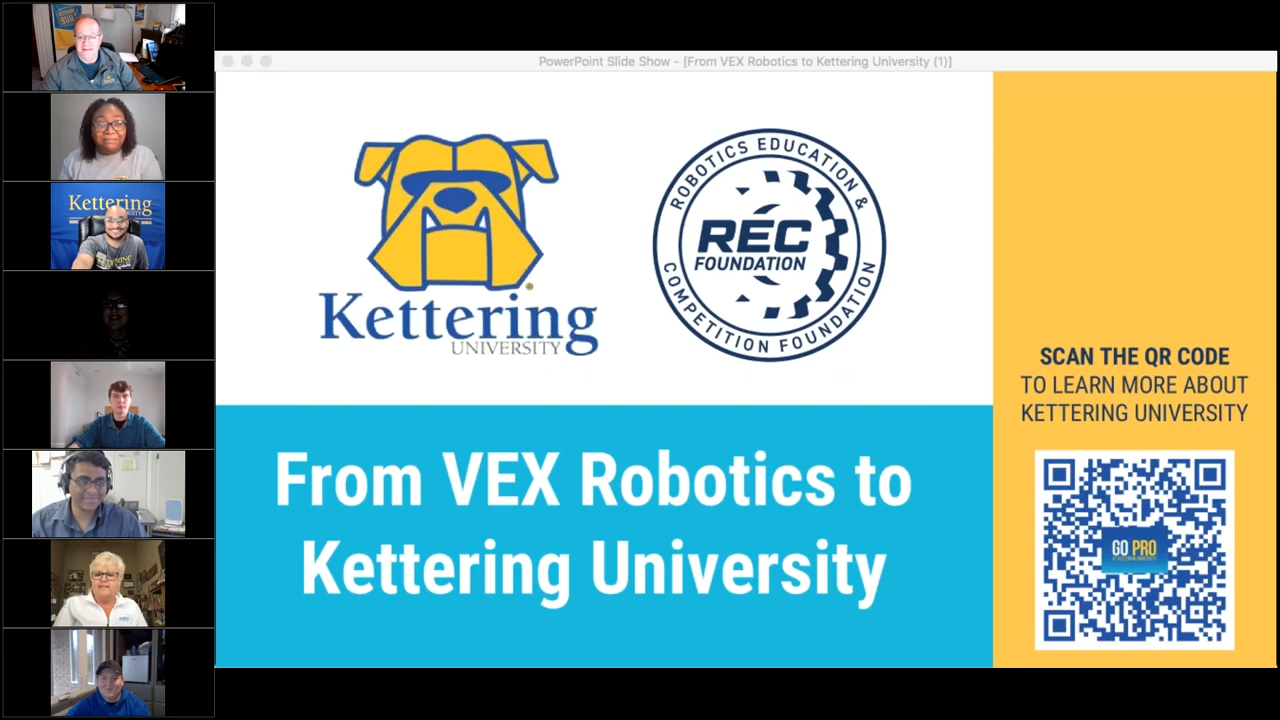 PowerPoint Slide Show - [From VEX Robotics to Kettering University (1)]
Kettering
UNIVERSITY
ROBOTICS EDUCATION &
REC
FOUNDATION
COMPETITION FOUNDATION
From VEX Robotics to
Kettering University
SCAN THE QR CODE
TO LEARN MORE ABOUT
KETTERING UNIVERSITY
GO PRO
Kettering